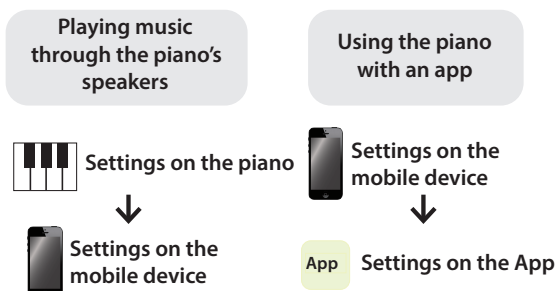 Playing music
through the piano's
speakers
Settings on the piano
Settings on the
mobile device
Using the piano
with an app
Settings on the
mobile device
App
Settings on the App